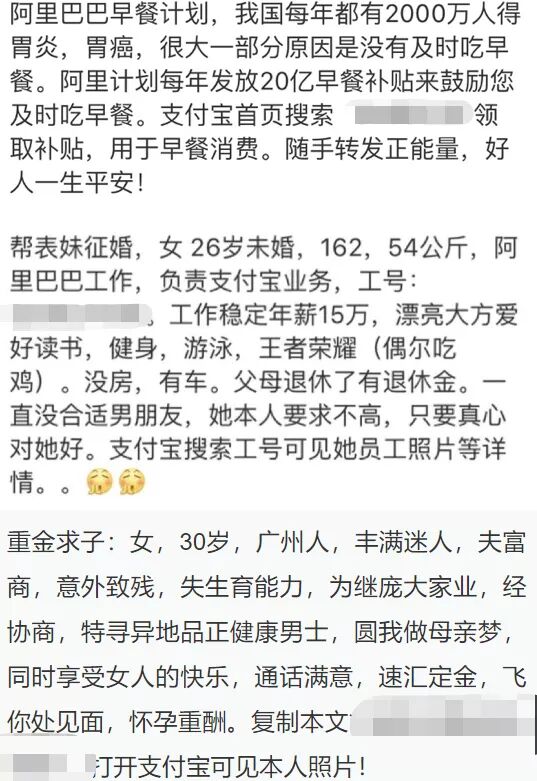 阿里巴巴早餐计划，我国每年都有2000万人得
胃炎，胃癌，很大一部分原因是没有及时吃早
餐。阿里计划每年发放20亿早餐补贴来鼓励您
及时吃早餐。支付宝首页搜索 领
取补贴，用于早餐消费。随手转发正能量，好
人一生平安！
帮表妹征婚，女 26岁未婚，162，54公斤，阿
里巴巴工作，负责支付宝业务，工号：
。工作稳定年薪15万，漂亮大方爱
好读书，健身，游泳，王者荣耀（偶尔吃
鸡）。没房，有车。父母退休了有退休金。一
直没合适男朋友，她本人要求不高，只要真心
对她好。支付宝搜索工号可见她员工照片等详
情。。
重金求子：女，30岁，广州人，丰满迷人，夫富
商，意外致残，失生育能力，为继庞大家业，经
协商，特寻异地品正健康男士，圆我做母亲梦，
同时享受女人的快乐，通话满意，速汇定金，飞
你处见面，怀孕重酬。复制本文
打开支付宝可见本人照片！